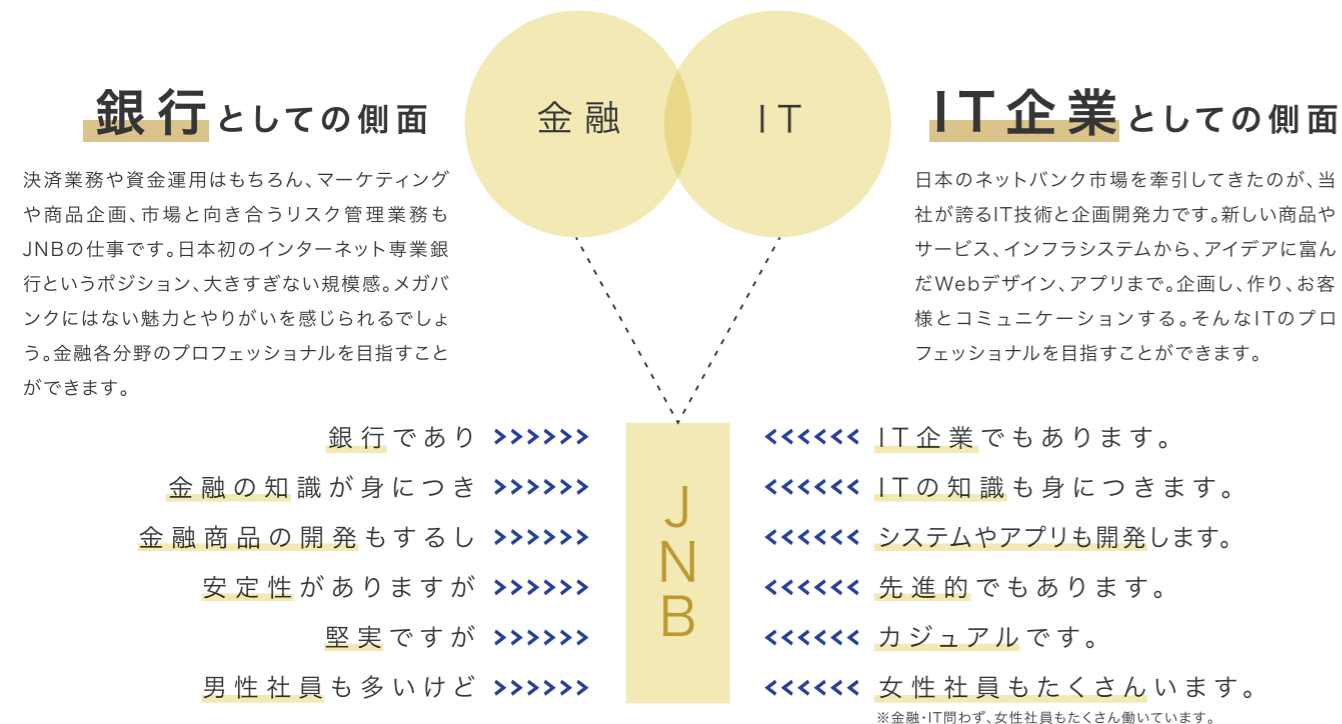 銀行としての側面
決済業務や資金運用はもちろん、マーケティング
や商品企画、市場と向き合うリスク管理業務も
JNBの仕事です。日本初のインターネット専業銀
行というポジション、大きすぎない規模感。メガバ
ンクにはない魅力とやりがいを感じられるでしょ
う。金融各分野のプロフェッショナルを目指すこと
ができます。
金融
IT
IT企業としての側面
日本のネットバンク市場を牽引してきたのが、当
社が誇るIT技術と企画開発力です。新しい商品や
サービス、インフラシステムから、アイデアに富ん
だWebデザイン、アプリまで。企画し、作り、お客
様とコミュニケーションする。そんなITのプロ
フェッショナルを目指すことができます。
JNB
銀行であり >>>>>> <<<<<< IT企業でもあります。
金融の知識が身につき >>>>>> <<<<<< ITの知識も身につきます。
金融商品の開発もするし >>>>>> <<<<<< システムやアプリも開発します。
安定性がありますが >>>>>> <<<<<< 先進的でもあります。
堅実ですが >>>>>> <<<<<< カジュアルです。
男性社員も多いけど >>>>>> <<<<<< 女性社員もたくさんいます。
※金融・IT問わず、女性社員もたくさん働いています。